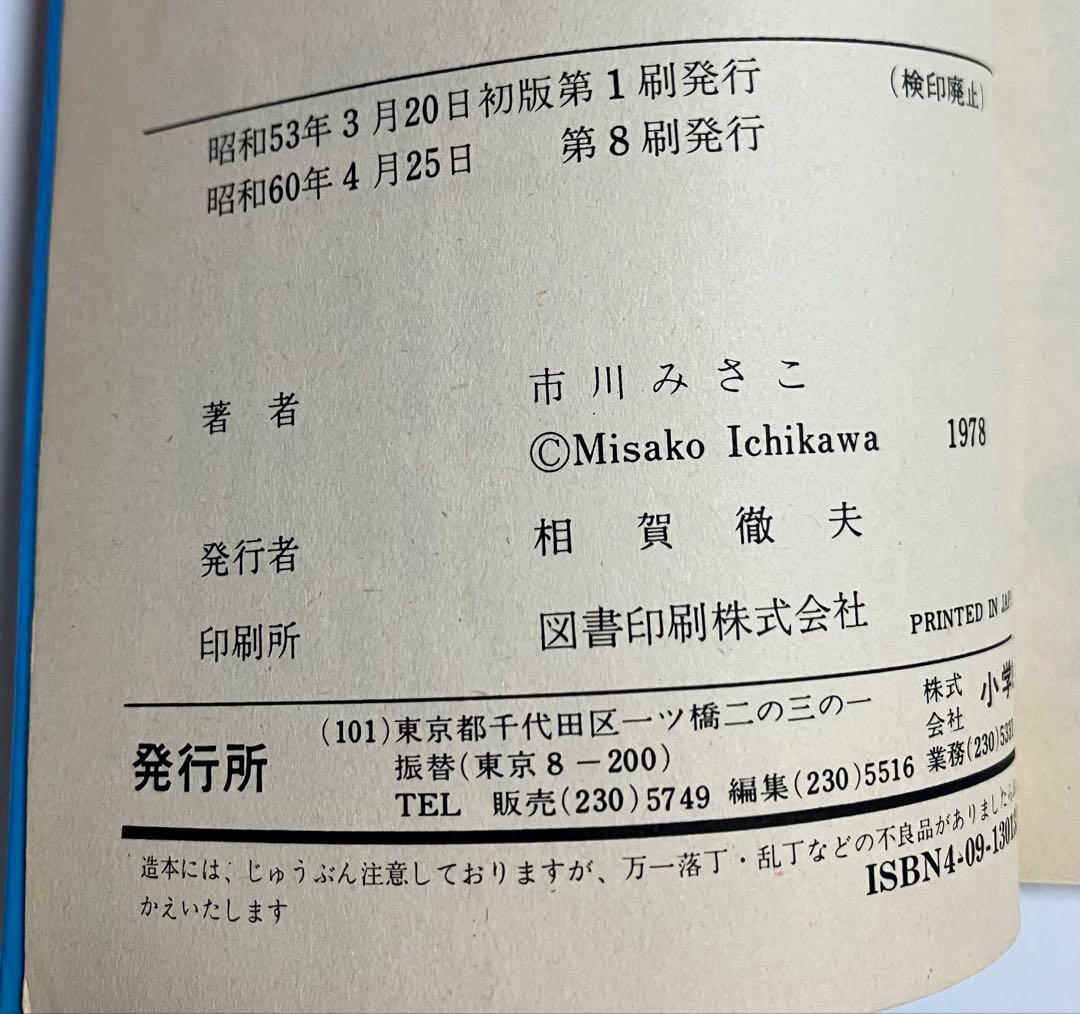 昭和53年3月20日初版第1刷発行 (検印廃止)
昭和60年4月25日 第8刷発行
著者 市川みさこ
©Misako Ichikawa 1978
発行者 相賀徹夫
印刷所 図書印刷株式会社 PRINTED IN
発行所 (101)東京都千代田区一ツ橋二の三の一 株式会社 小学
振替(東京8-200)
TEL 販売(230)5749 編集(230)5516 業務(230)
造本には、じゅうぶん注意しておりますが、万一落丁・乱丁などの不良品がありましたら
かえいたします
ISBN4-09-